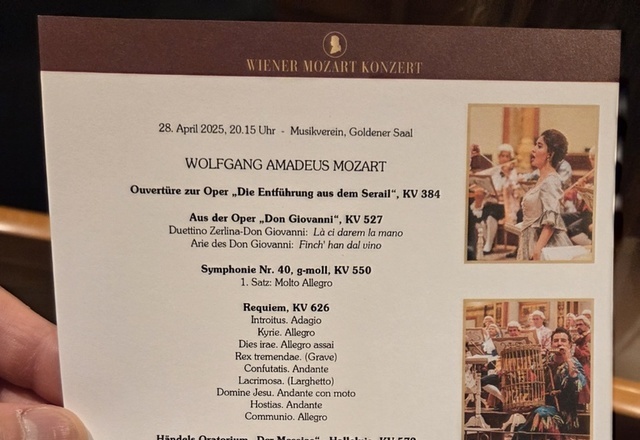 WIENER MOZART KONZERT
28. April 2025, 20.15 Uhr - Musikverein, Goldener Saal
WOLFGANG AMADEUS MOZART
Ouvertüre zur Oper „Die Entführung aus dem Serail“, KV 384
Aus der Oper „Don Giovanni“, KV 527
Duettino Zerlina-Don Giovanni: Là ci darem la mano
Arie des Don Giovanni: Finch' han dal vino
Symphonie Nr. 40, g-moll, KV 550
1. Satz: Molto Allegro
Requiem, KV 626
Introitus. Adagio
Kyrie. Allegro
Dies irae. Allegro assai
Rex tremendae. (Grave)
Confutatis. Andante
Lacrimosa. (Larghetto)
Domine Jesu. Andante con moto
Hostias. Andante
Communio. Allegro
Händels Oratorium „Der Messias“